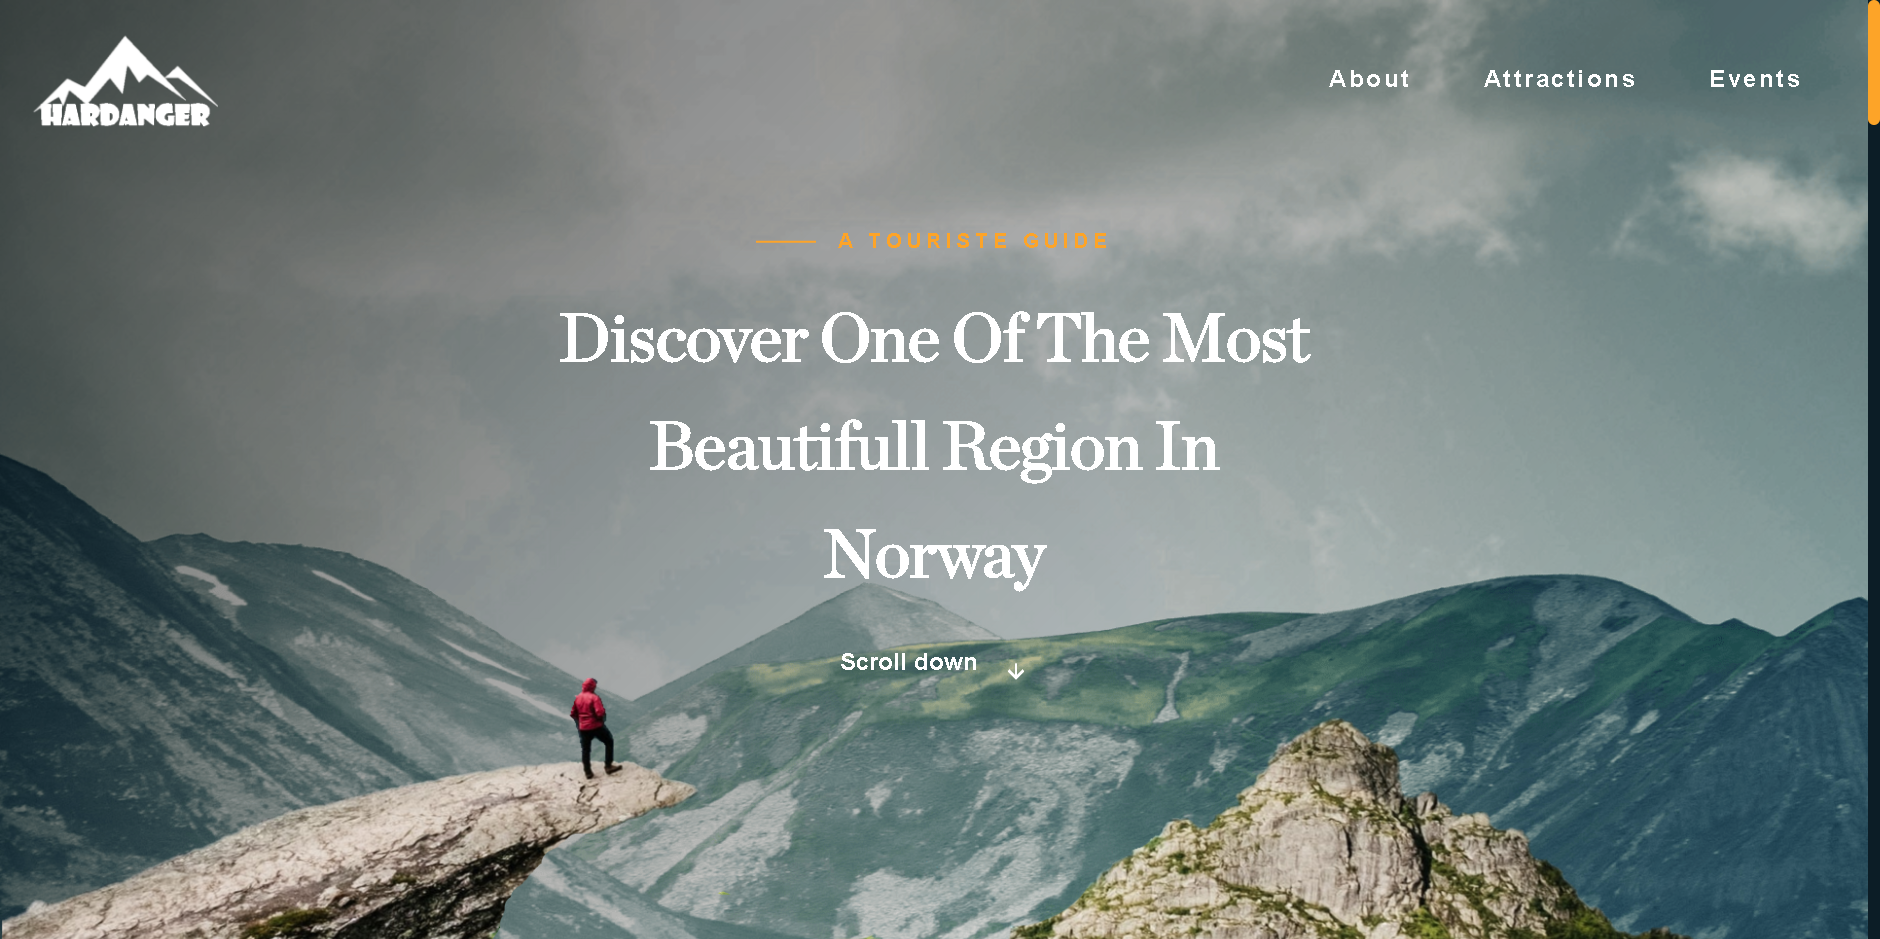 HARDANGER
About
Attractions
Events
A TOURISTE GUIDE
Discover One Of The Most
Beautifull Region In
Norway
Scroll down